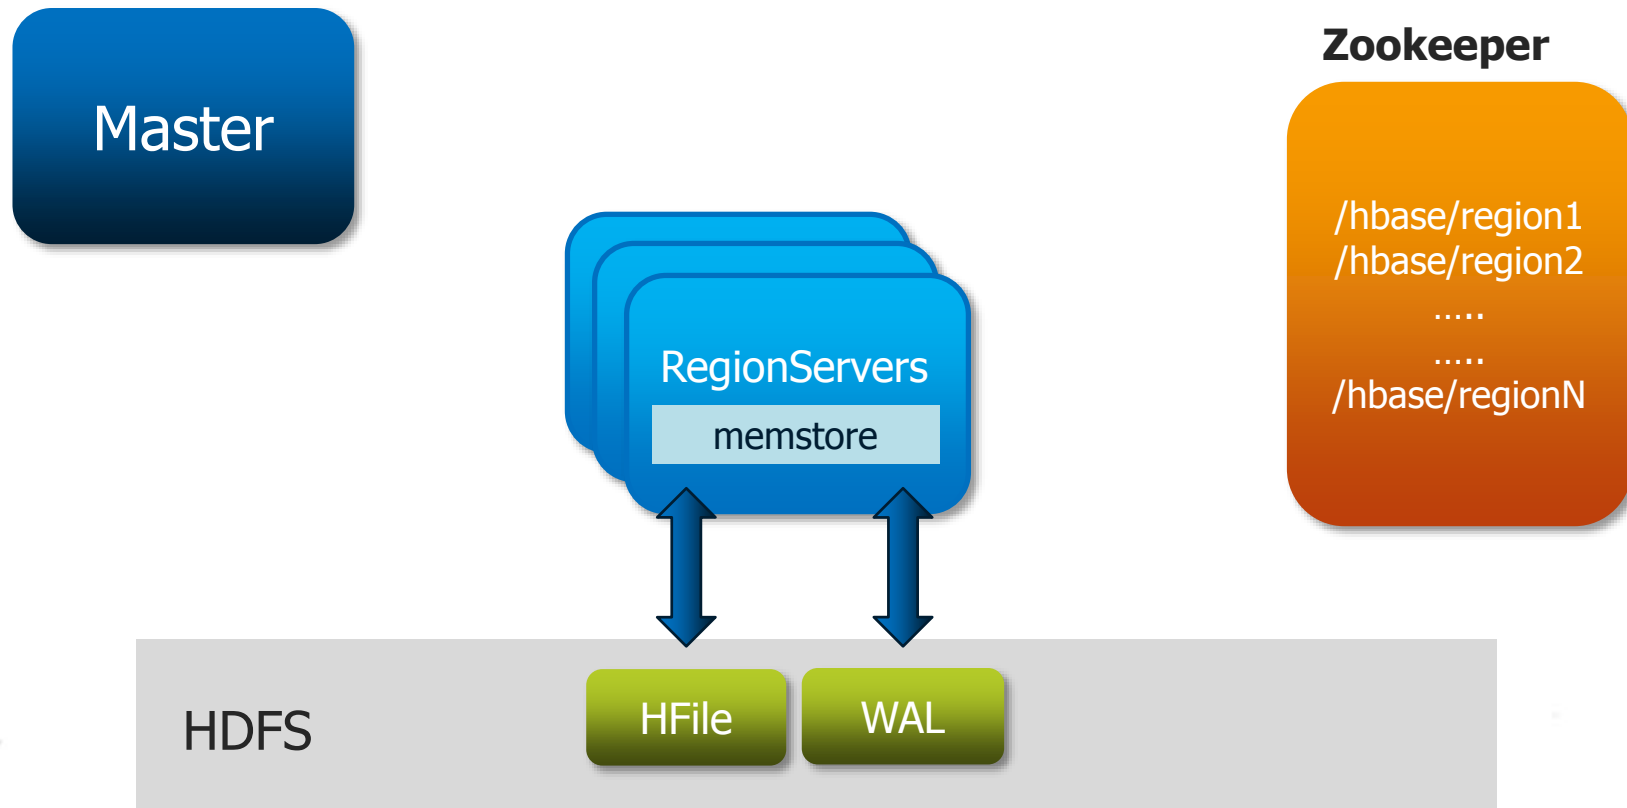 Master
Zookeeper
/hbase/region1
/hbase/region2
.....
.....
/hbase/regionN
RegionServers
memstore
HDFS
HFile
WAL